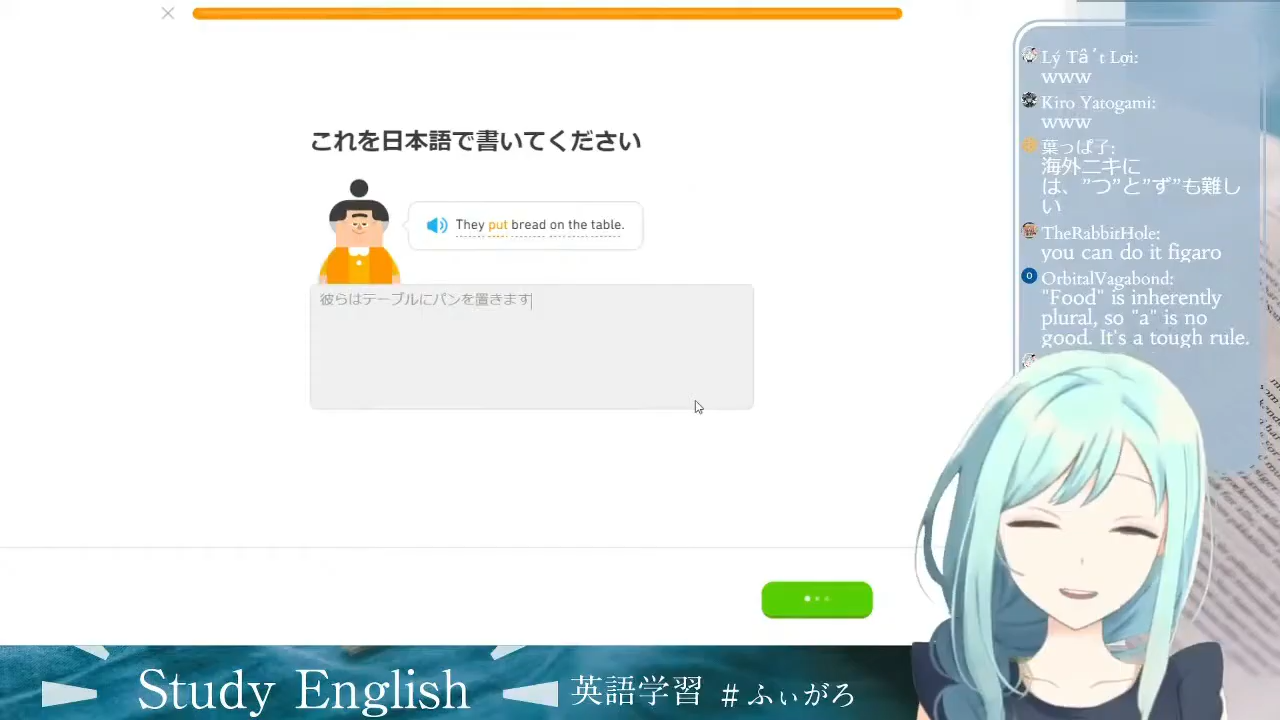 これを日本語で書いてください
They put bread on the table.
彼らはテーブルにパンを置きます
Lý Tất Lợi:
www
Kiro Yatogami:
www
葉っぱ子:
海外ニキに
は、”つ”と”ず”も難し
い
TheRabbitHole:
you can do it figaro
O
OrbitalVagabond:
"Food" is inherently
plural, so "a" is no
good. It's a tough rule.
Study English
英語学習 #ふぃがろ